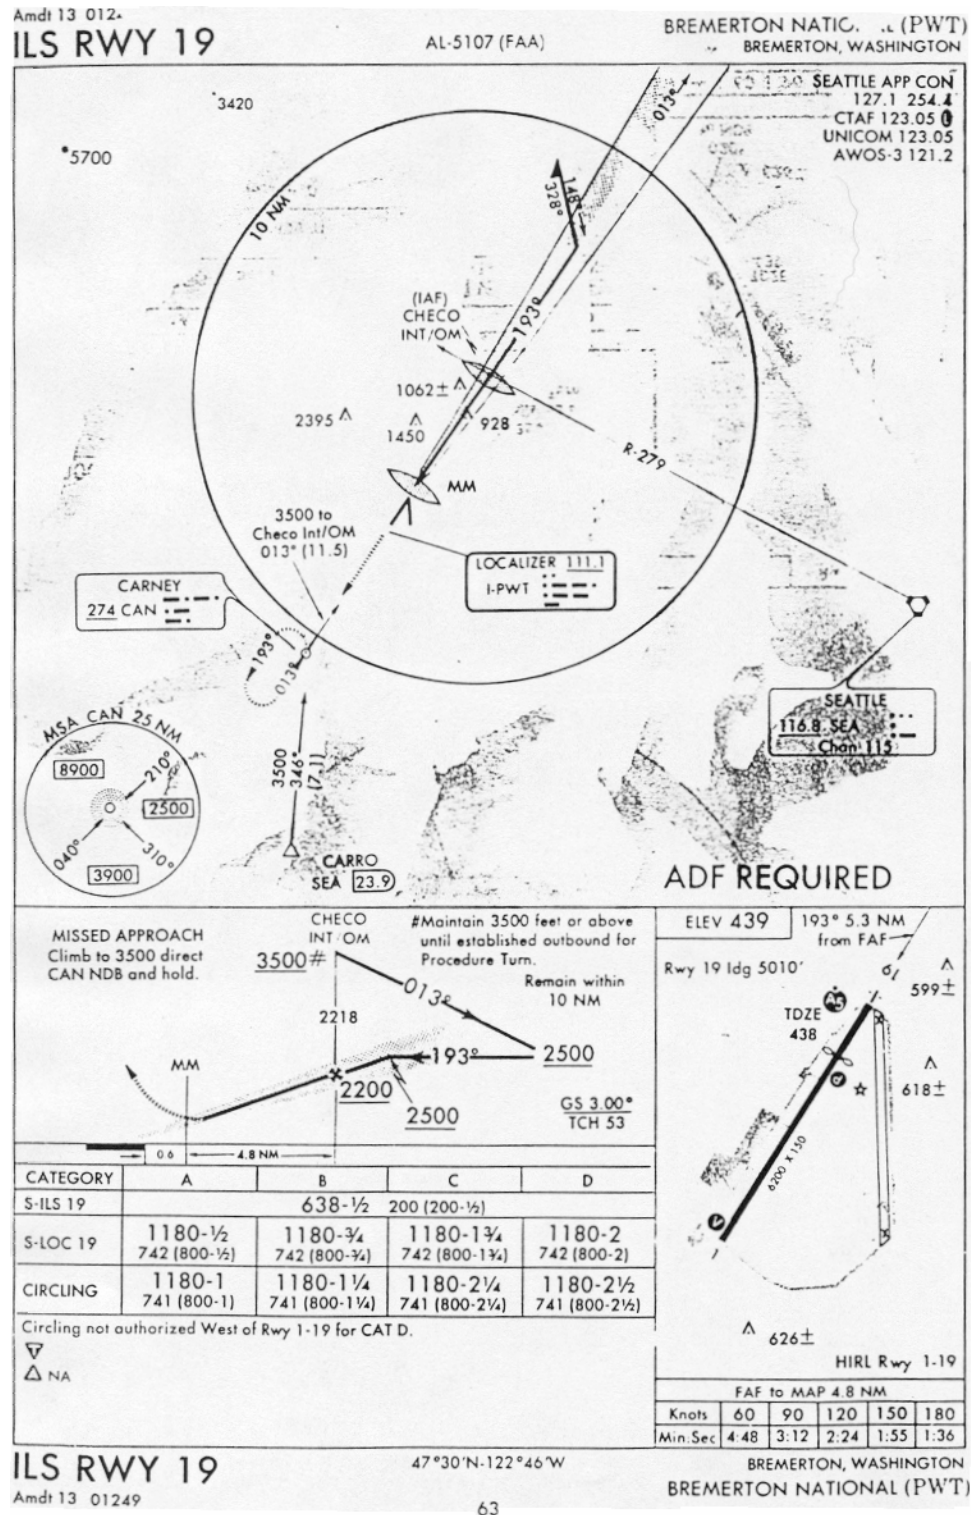 Amdt 13 012
ILS RWY 19
AL-5107 (FAA)
BREMERTON (PWT)
BREMERTON, WASHINGTON
SEATTLE APP CON
127.1 254.4
CTAF 123.05
UNICOM 123.05
AWOS-3 121.2
3420
5700
013°
10 NM
148°
328°
(IAF)
CHECO
INT/OM
193°
1062±
2395
1450
928
R-279
MM
3500 to
Checo Int/OM
013° (11.5)
LOCALIZER 111.1
I-PWT
CARNEY
274 CAN
193°
013°
SEATTLE
116.8 SEA
Chan 115
MSA CAN 25 NM
8900
210°
2500
040°
310°
3900
3500
346°
(7.1)
CARRO
SEA 23.9
ADF REQUIRED
MISSED APPROACH
Climb to 3500 direct
CAN NDB and hold.
CHECO
INT/OM
3500#
#Maintain 3500 feet or above
until established outbound for
Procedure Turn.
Remain within
10 NM
013°
2218
MM
193°
2500
2200
2500
GS 3.00°
TCH 53
0.6
4.8 NM
ELEV 439
193° 5.3 NM
from FAF
Rwy 19 ldg 5010'
19
599±
A5
TDZE
438
618±
6200 X 150
V
626±
HIRL Rwy 1-19
CATEGORY A B C D
S-ILS 19 638-½ 200 (200-½)
S-LOC 19 1180-½ 1180-¾ 1180-1¾ 1180-2
742 (800-½) 742 (800-¾) 742 (800-1¾) 742 (800-2)
CIRCLING 1180-1 1180-1¼ 1180-2¼ 1180-2½
741 (800-1) 741 (800-1¼) 741 (800-2¼) 741 (800-2½)
Circling not authorized West of Rwy 1-19 for CAT D.
T
A NA
FAF to MAP 4.8 NM
Knots 60 90 120 150 180
Min:Sec 4:48 3:12 2:24 1:55 1:36
ILS RWY 19
Amdt 13 01249
47°30'N-122°46'W
63
BREMERTON, WASHINGTON
BREMERTON NATIONAL (PWT)